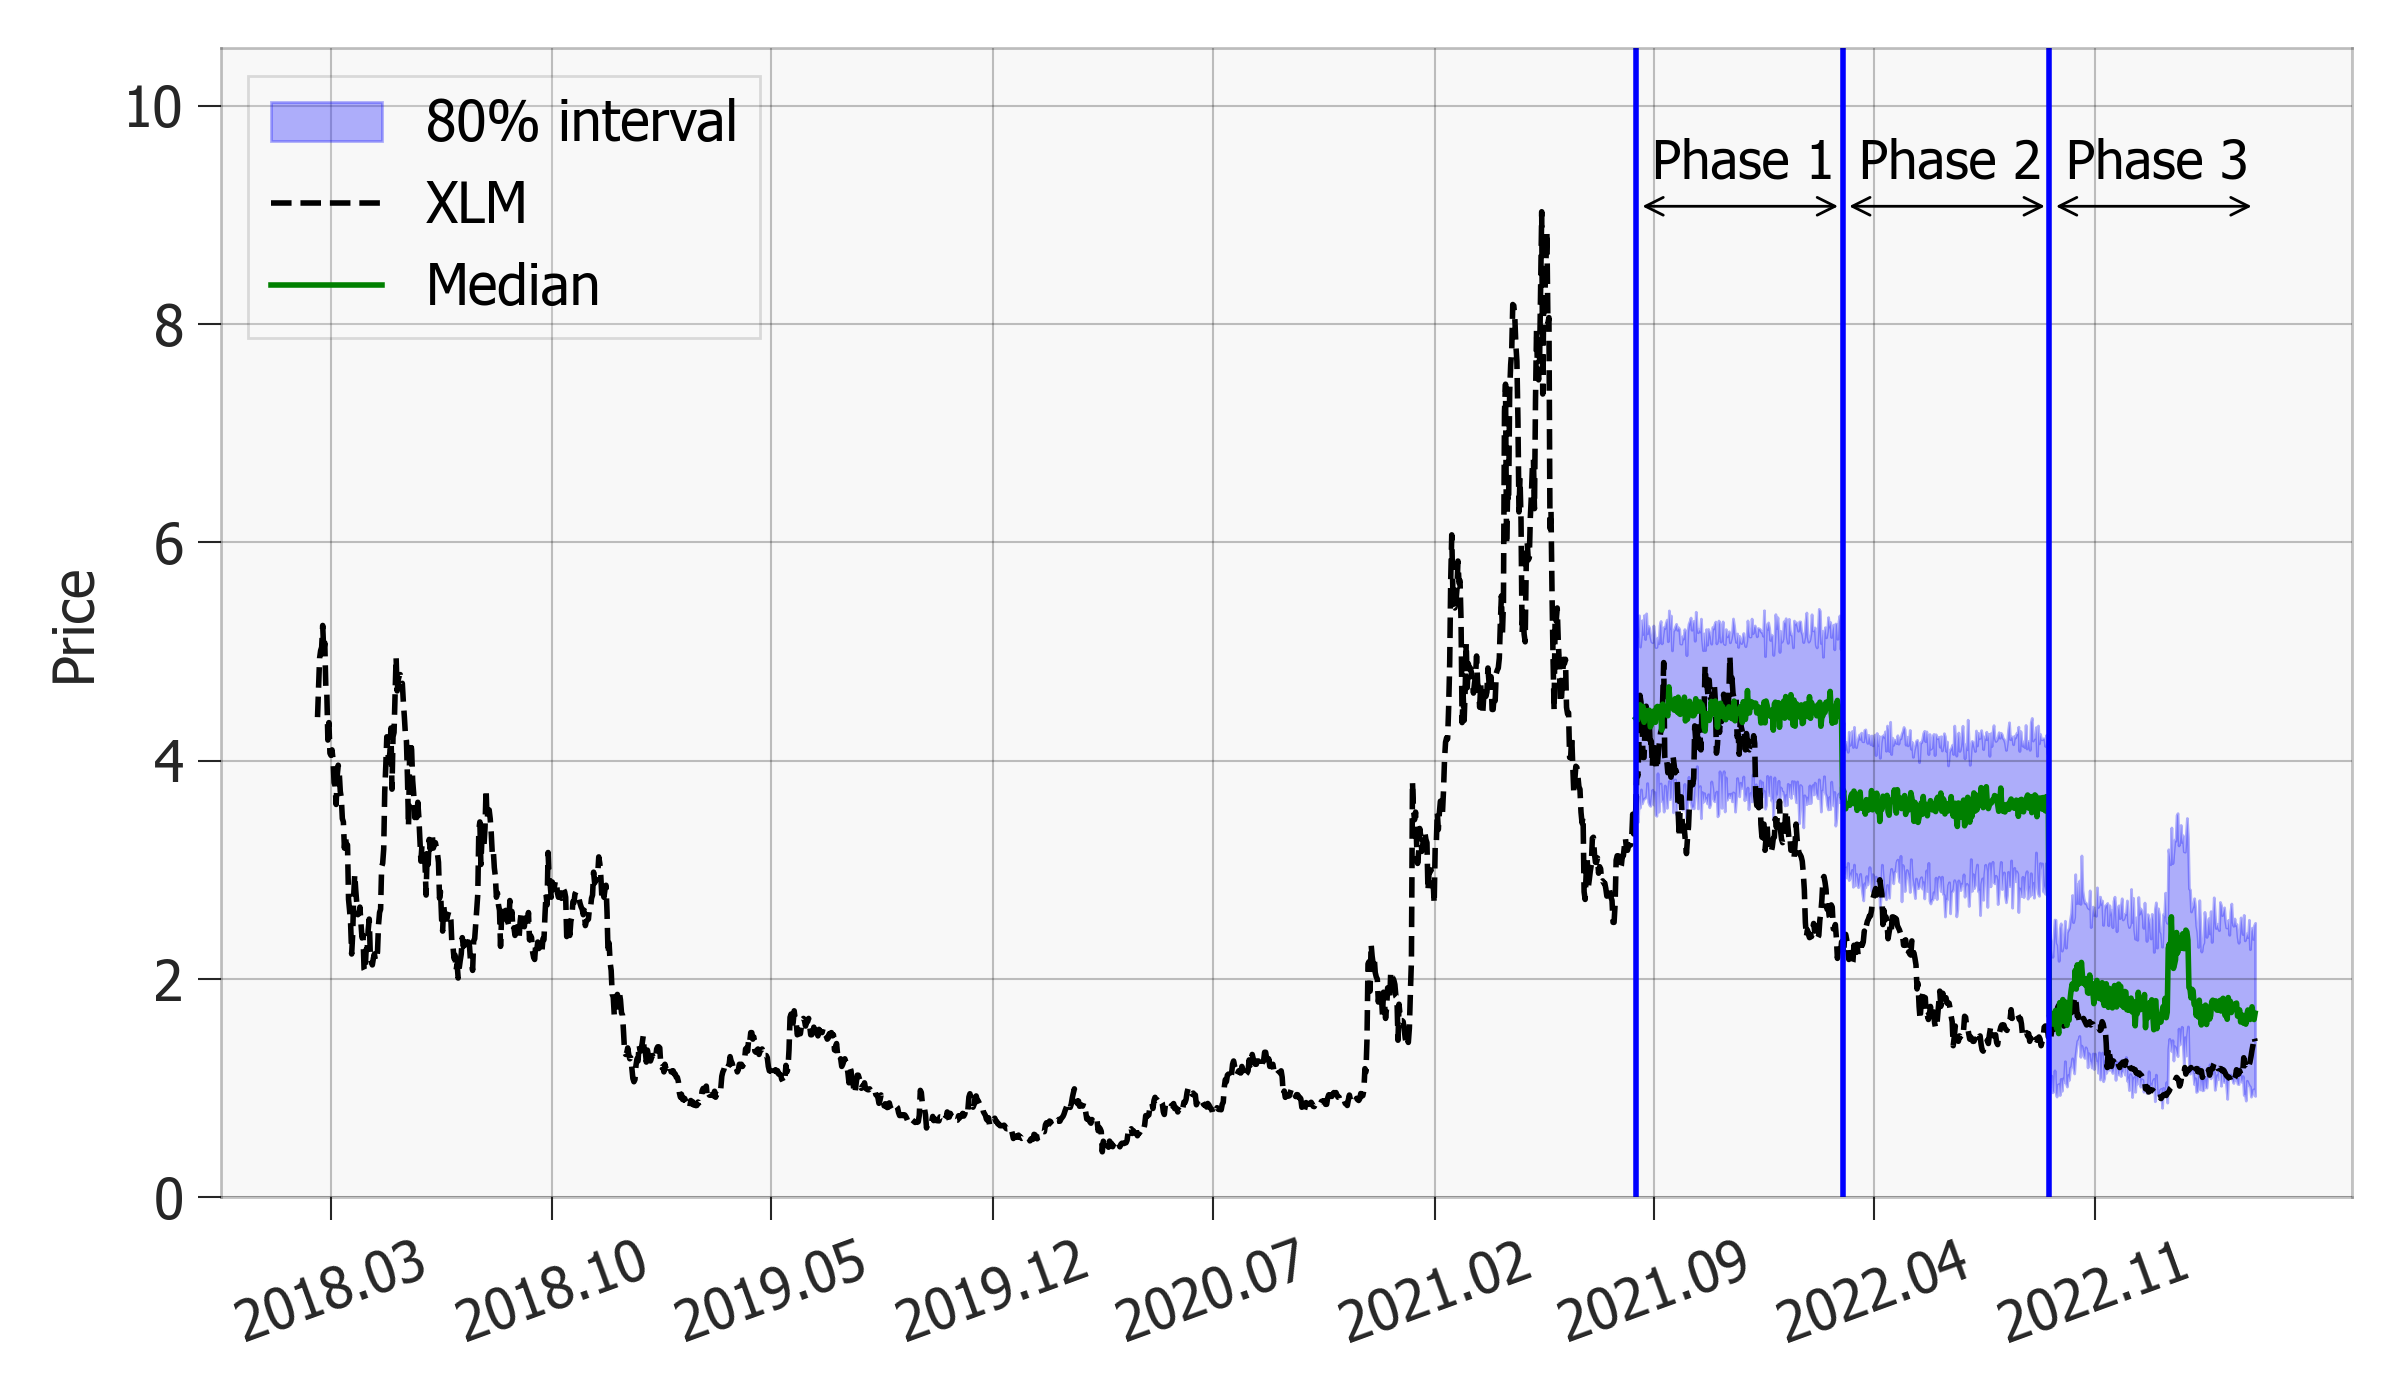 80% interval
XLM
Median
Phase 1
Phase 2
Phase 3
Price
10
8
6
4
2
0
2018.03
2018.10
2019.05
2019.12
2020.07
2021.02
2021.09
2022.04
2022.11